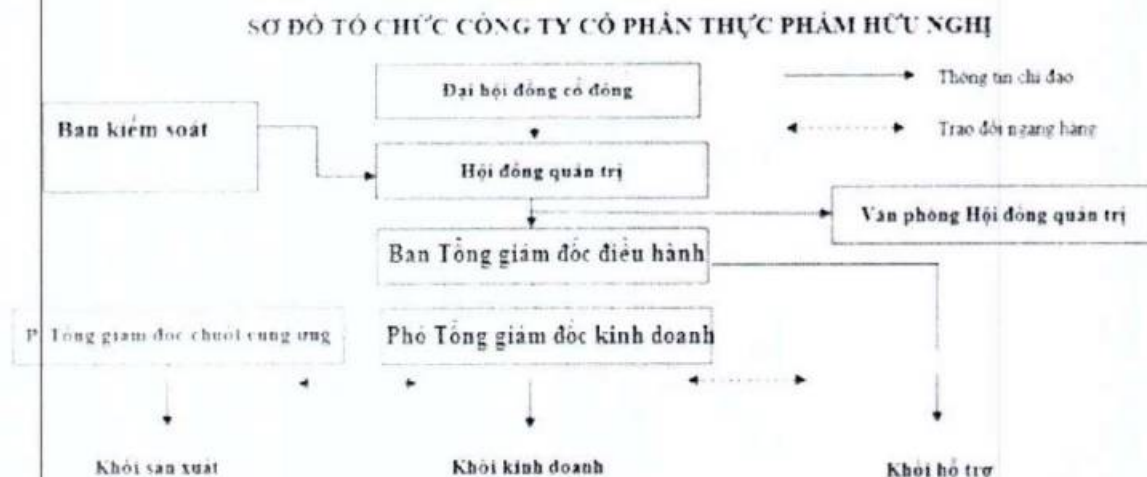 SƠ ĐỒ TỔ CHỨC CÔNG TY CỔ PHẦN THỰC PHẨM HỮU NGHỊ
Đại hội đồng cổ đông
Thông tin chỉ đạo
Ban kiểm soát
Trao đổi ngang hàng
Hội đồng quản trị
Văn phòng Hội đồng quản trị
Ban Tổng giám đốc điều hành
P Tổng giám đốc chuỗi cung ứng
Phó Tổng giám đốc kinh doanh
Khối sản xuất
Khối kinh doanh
Khối hỗ trợ